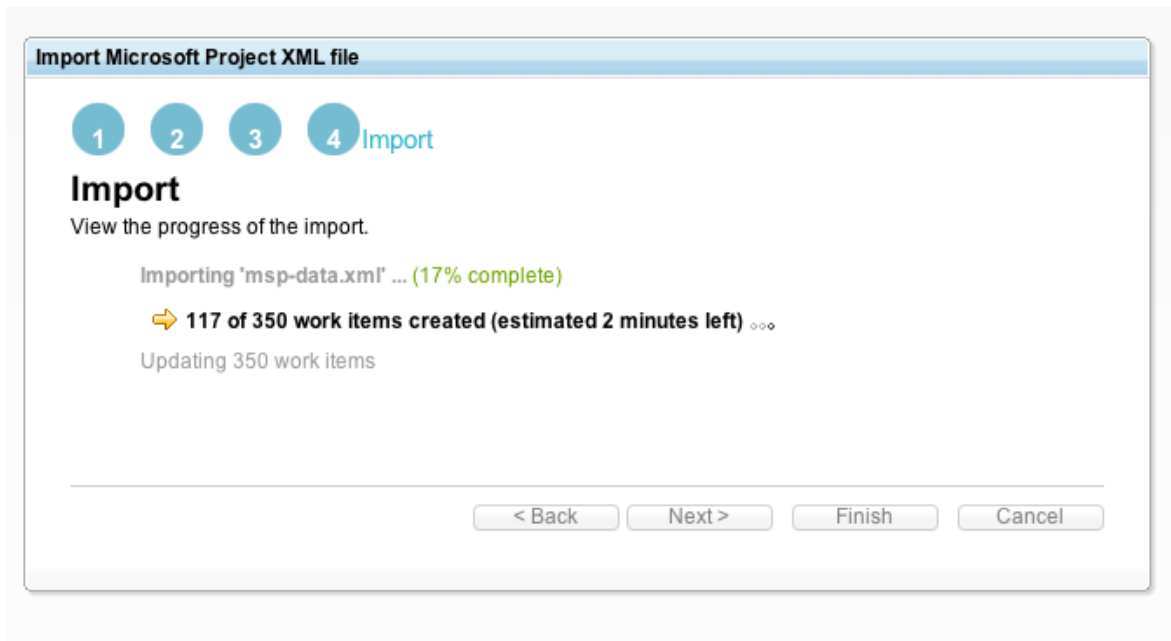 Import Microsoft Project XML file
1 2 3 4 Import
Import
View the progress of the import.
Importing 'msp-data.xml' ... (17% complete)
117 of 350 work items created (estimated 2 minutes left)
Updating 350 work items
< Back Next > Finish Cancel